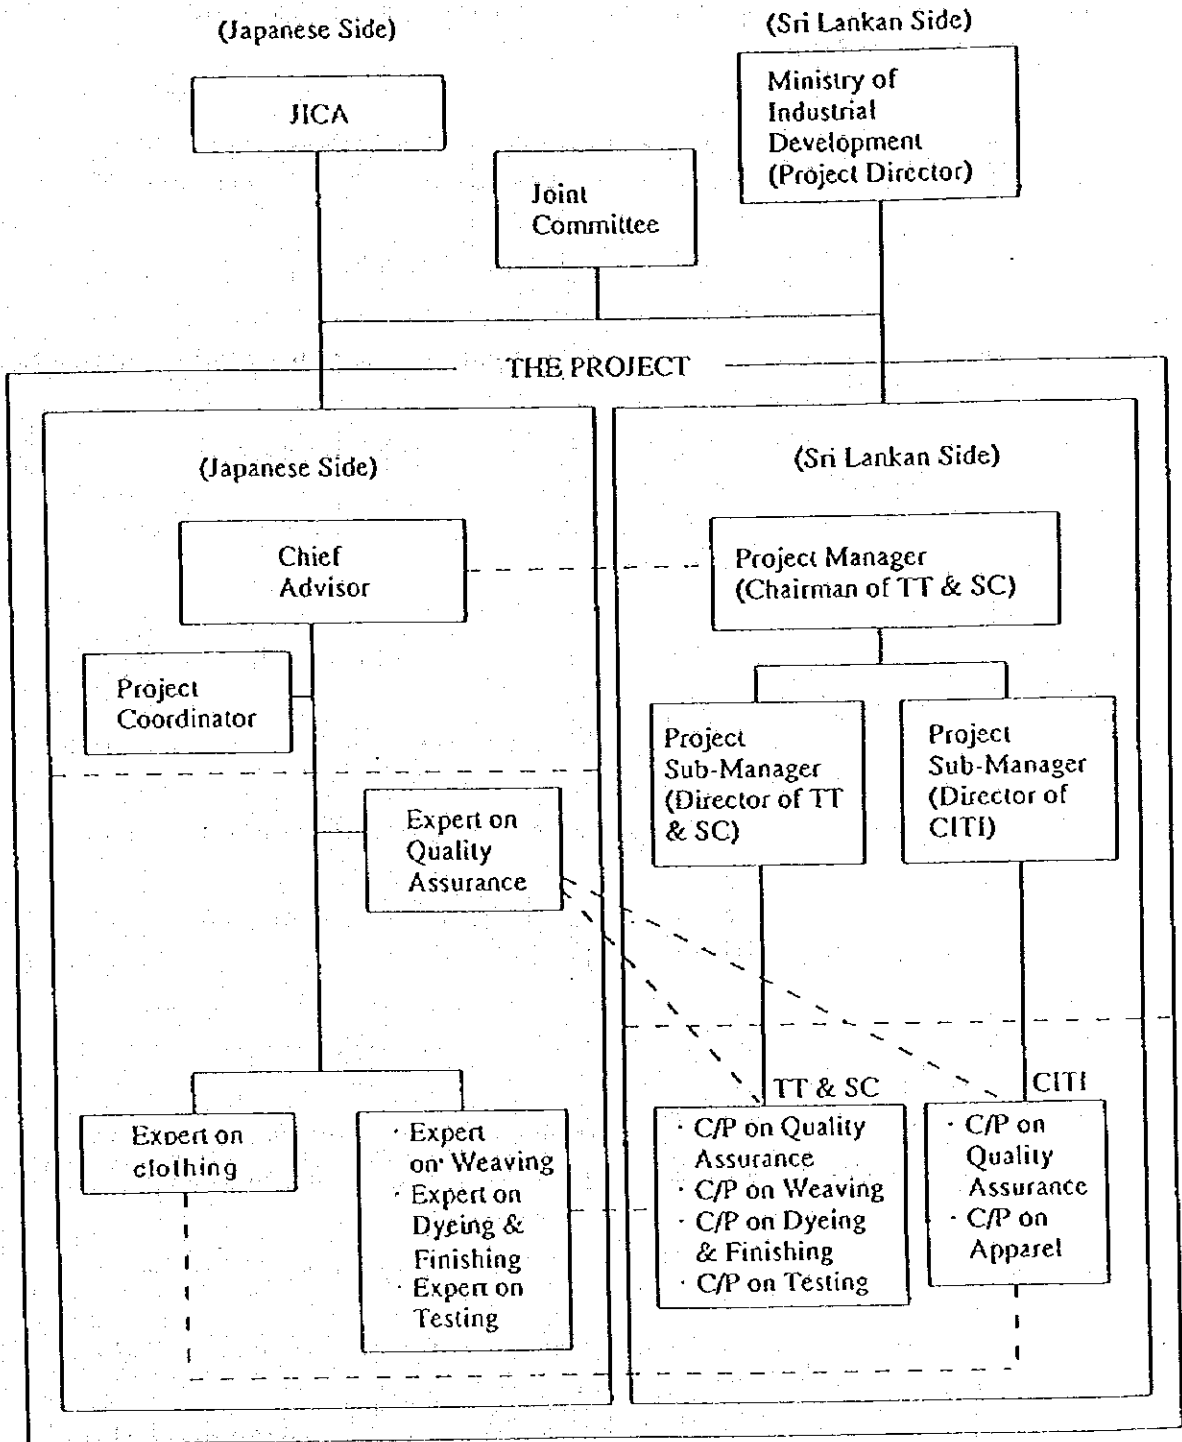 (Japanese Side)
(Sri Lankan Side)
JICA
Ministry of
Industrial
Development
(Project Director)
Joint
Committee
THE PROJECT
(Japanese Side)
(Sri Lankan Side)
Chief
Advisor
Project Manager
(Chairman of TT & SC)
Project
Coordinator
Project
Sub-Manager
(Director of TT
& SC)
Project
Sub-Manager
(Director of
CITI)
Expert on
Quality
Assurance
TT & SC
CITI
Expert on
clothing
· Expert
on Weaving
· Expert on
Dyeing &
Finishing
· Expert on
Testing
· C/P on Quality
Assurance
· C/P on Weaving
· C/P on Dyeing
& Finishing
· C/P on Testing
· C/P on
Quality
Assurance
· C/P on
Apparel